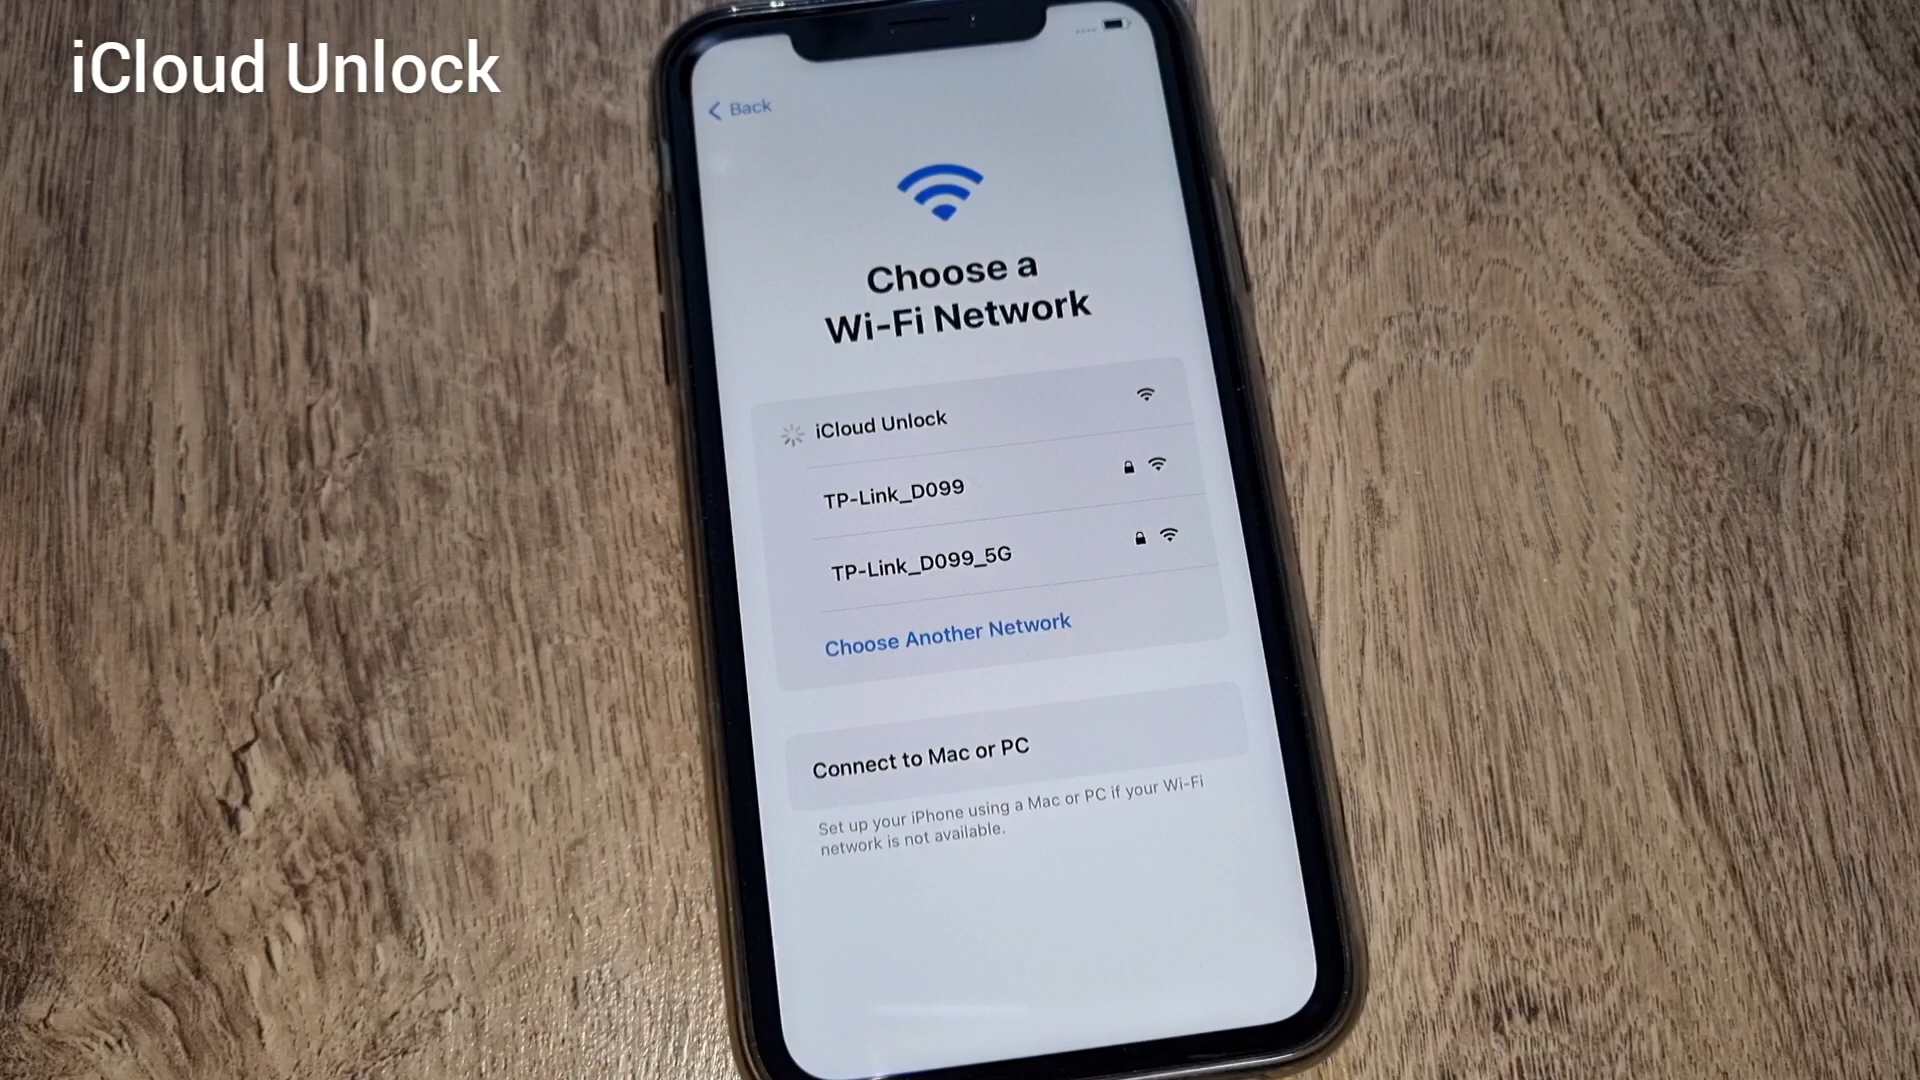 iCloud Unlock
Back
Choose a
Wi-Fi Network
iCloud Unlock
TP-Link_D099
TP-Link_D099_5G
Choose Another Network
Connect to Mac or PC
Set up your iPhone using a Mac or PC if your Wi-Fi
network is not available.